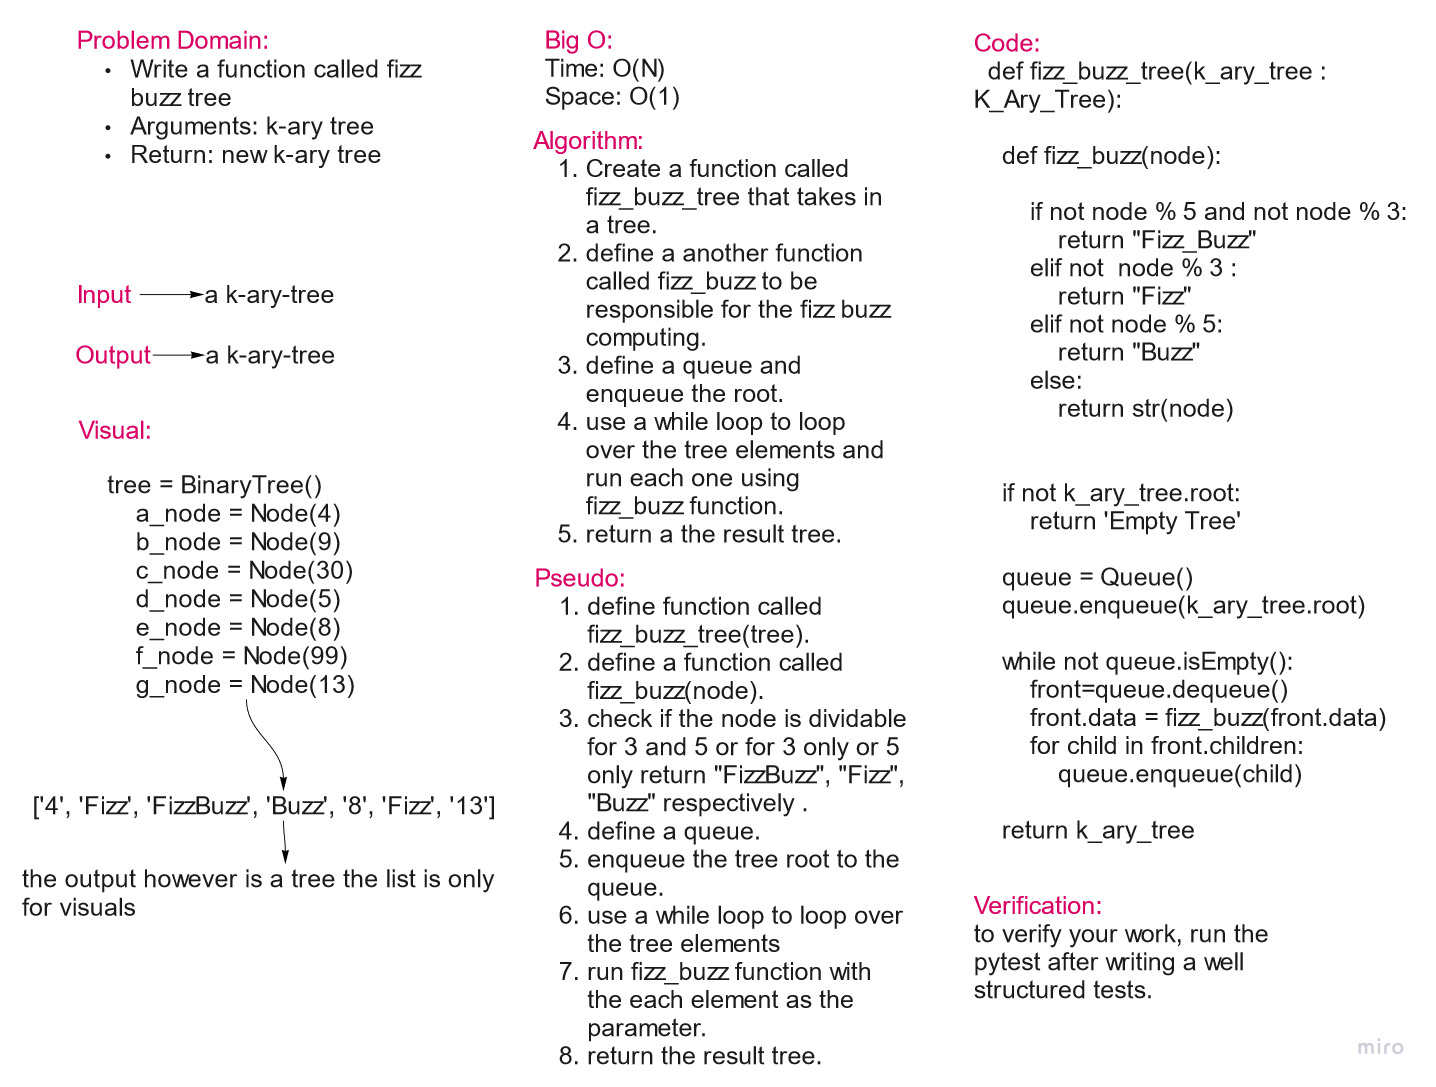 Problem Domain:
• Write a function called fizz
buzz tree
• Arguments: k-ary tree
• Return: new k-ary tree
Input → a k-ary-tree
Output → a k-ary-tree
Visual:
tree = BinaryTree()
a_node = Node(4)
b_node = Node(9)
c_node = Node(30)
d_node = Node(5)
e_node = Node(8)
f_node = Node(99)
g_node = Node(13)
['4', 'Fizz', 'FizzBuzz', 'Buzz', '8', 'Fizz', '13']
the output however is a tree the list is only
for visuals
Big O:
Time: O(N)
Space: O(1)
Algorithm:
1. Create a function called
fizz_buzz_tree that takes in
a tree.
2. define a another function
called fizz_buzz to be
responsible for the fizz buzz
computing.
3. define a queue and
enqueue the root.
4. use a while loop to loop
over the tree elements and
run each one using
fizz_buzz function.
5. return a the result tree.
Pseudo:
1. define function called
fizz_buzz_tree(tree).
2. define a function called
fizz_buzz(node).
3. check if the node is dividable
for 3 and 5 or for 3 only or 5
only return "FizzBuzz", "Fizz",
"Buzz" respectively .
4. define a queue.
5. enqueue the tree root to the
queue.
6. use a while loop to loop over
the tree elements
7. run fizz_buzz function with
the each element as the
parameter.
8. return the result tree.
Code:
def fizz_buzz_tree(k_ary_tree :
K_Ary_Tree):
def fizz_buzz(node):
if not node % 5 and not node % 3:
return "Fizz_Buzz"
elif not  node % 3 :
return "Fizz"
elif not node % 5:
return "Buzz"
else:
return str(node)
if not k_ary_tree.root:
return 'Empty Tree'
queue = Queue()
queue.enqueue(k_ary_tree.root)
while not queue.isEmpty():
front=queue.dequeue()
front.data = fizz_buzz(front.data)
for child in front.children:
queue.enqueue(child)
return k_ary_tree
Verification:
to verify your work, run the
pytest after writing a well
structured tests.
miro